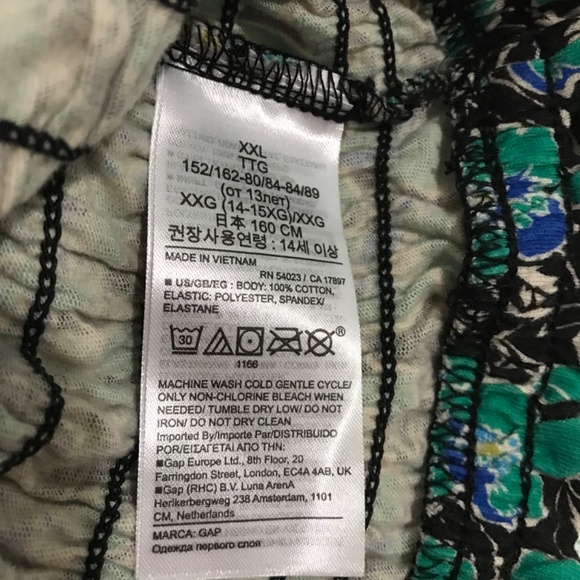 XXL
TTG
152/162-80/84-84/89
(от 13лет)
XXG (14-15XG)/XXG
日本 160 CM
권장사용연령 : 14세 이상
MADE IN VIETNAM
RN 54023 / CA 17897
■ US/GB/EG : BODY: 100% COTTON,
ELASTIC: POLYESTER, SPANDEX/
ELASTANE
30
®
1166
MACHINE WASH COLD GENTLE CYCLE/
ONLY NON-CHLORINE BLEACH WHEN
NEEDED/ TUMBLE DRY LOW/ DO NOT
IRON/ DO NOT DRY CLEAN
Imported By/Importe Par/DISTRIBUIDO
POR/ΕΙΣΑΓΕΤΑΙ ΑΠΟ ΤΗΝ:
■Gap Europe Ltd., 8th Floor, 20
Farringdon Street, London, EC4A 4AB, UK
■Gap (RHC) B.V. Luna ArenA
Herikerbergweg 238 Amsterdam, 1101
CM, Netherlands
MARCA: GAP
Одежда первого слоя